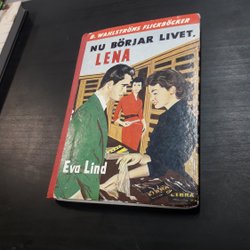 B. WAHLSTRÖMS FLICKBÖCKER
NU BÖRJAR LIVET,
LENA
Eva Lind
LIBRA